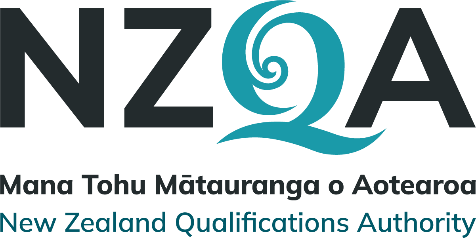 NZQA
Mana Tohu Mātauranga o Aotearoa
New Zealand Qualifications Authority